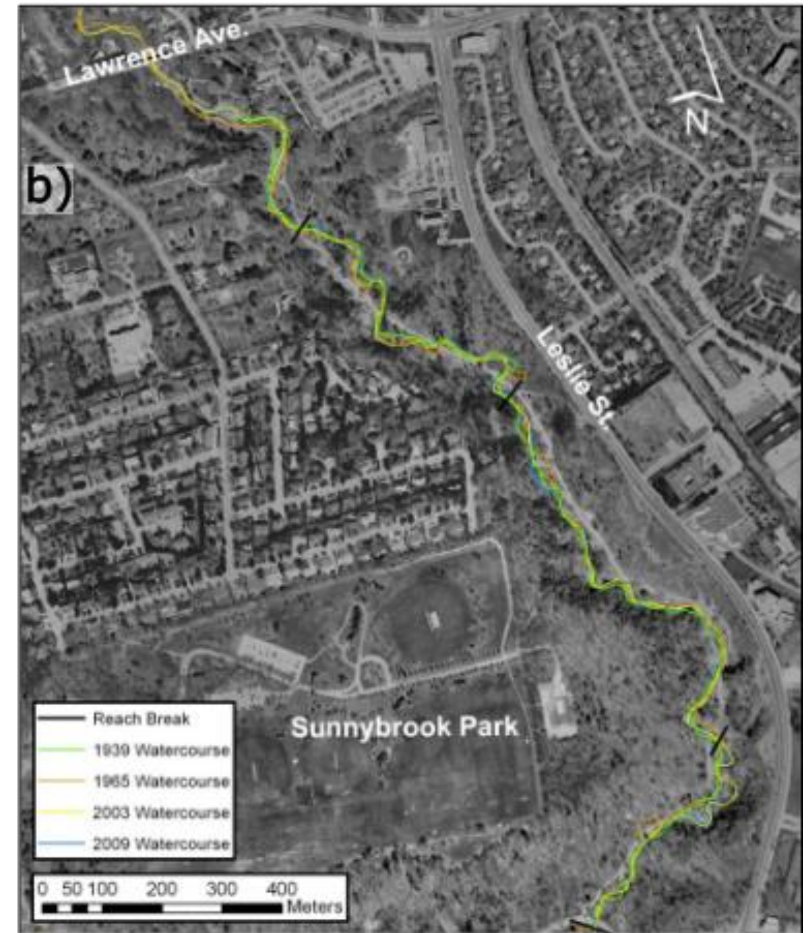 Lawrence Ave.
N
b)
Leslie St.
Sunnybrook Park
Reach Break
1939 Watercourse
1965 Watercourse
2003 Watercourse
2009 Watercourse
0 50 100 200 300 400
Meters